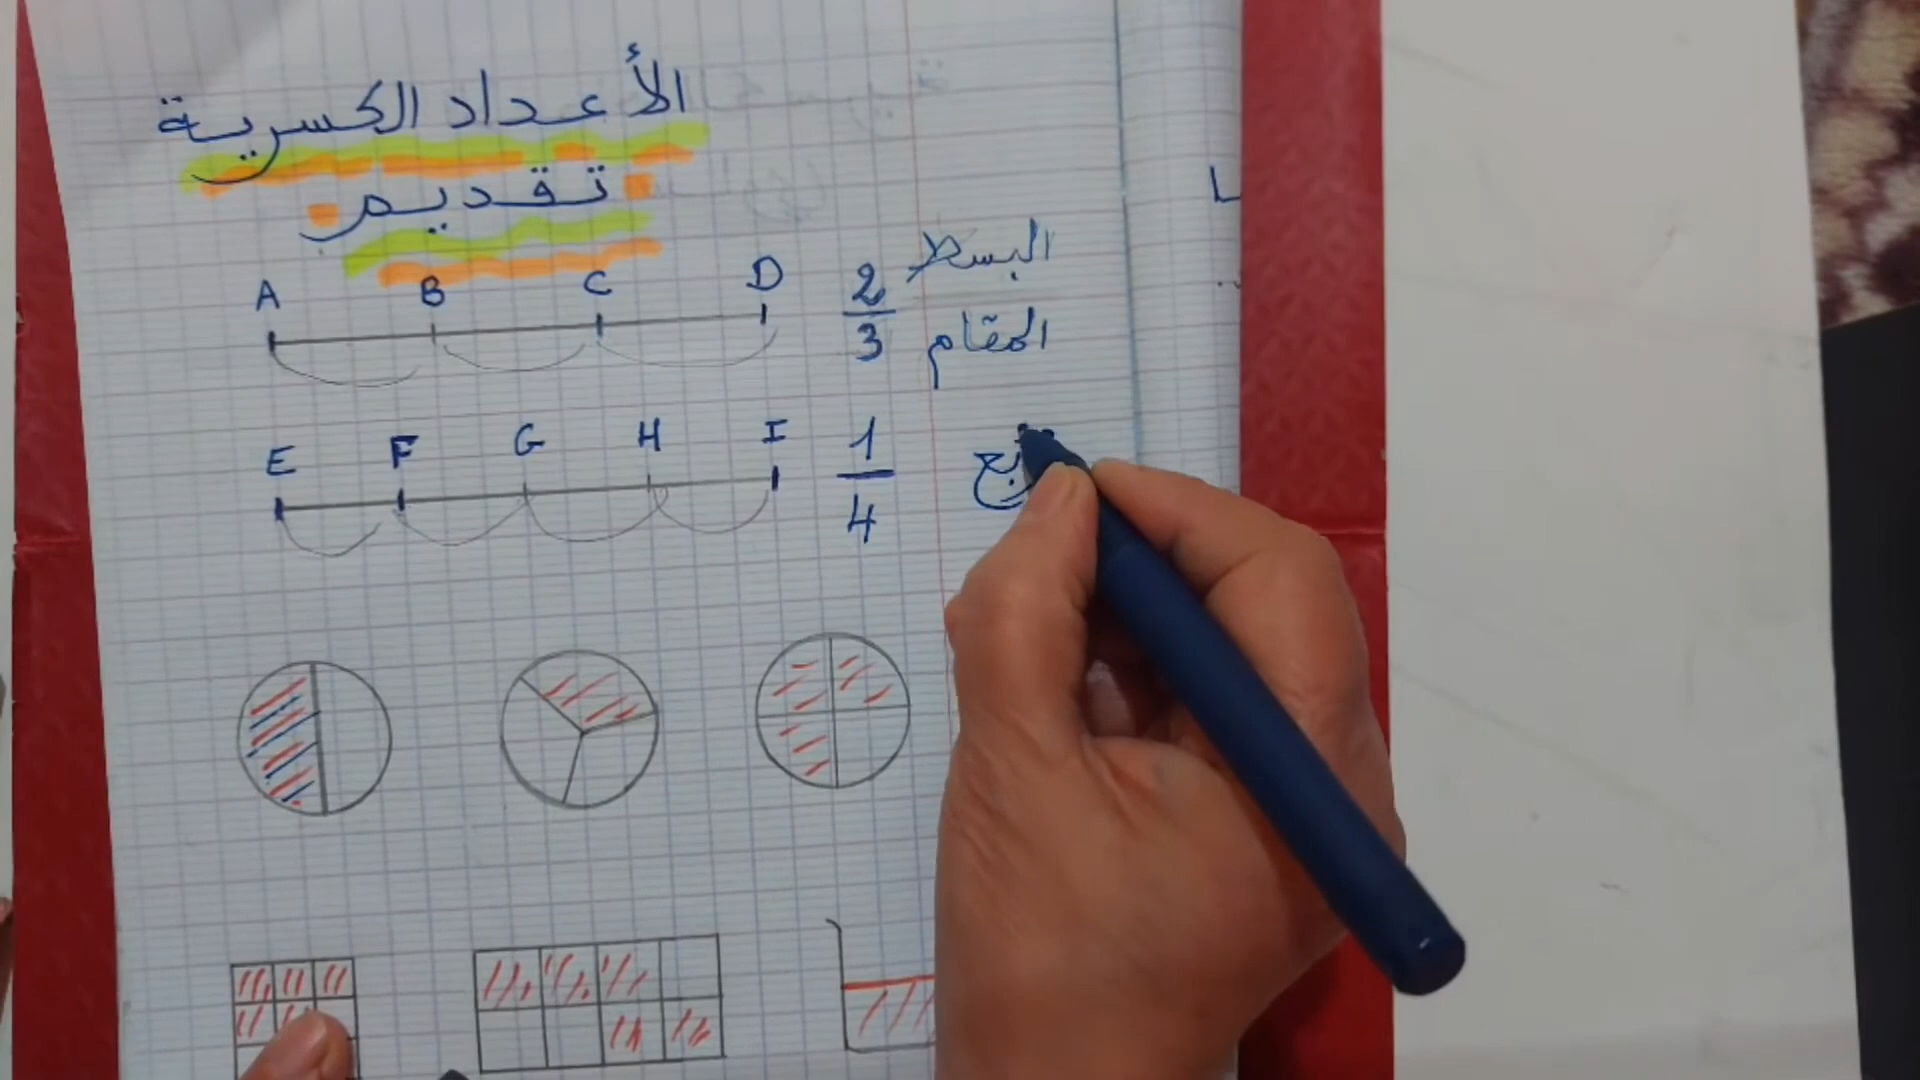 الأعداد الكسرية
تقديم
A B C D
2
3
البسط
المقام
E F G H I
1
4